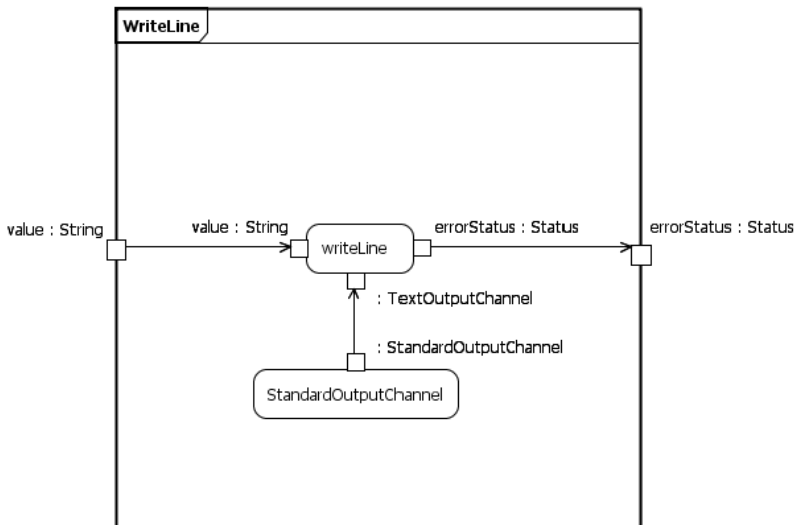 WriteLine
value : String
value : String
writeLine
errorStatus : Status
errorStatus : Status
: TextOutputChannel
: StandardOutputChannel
StandardOutputChannel